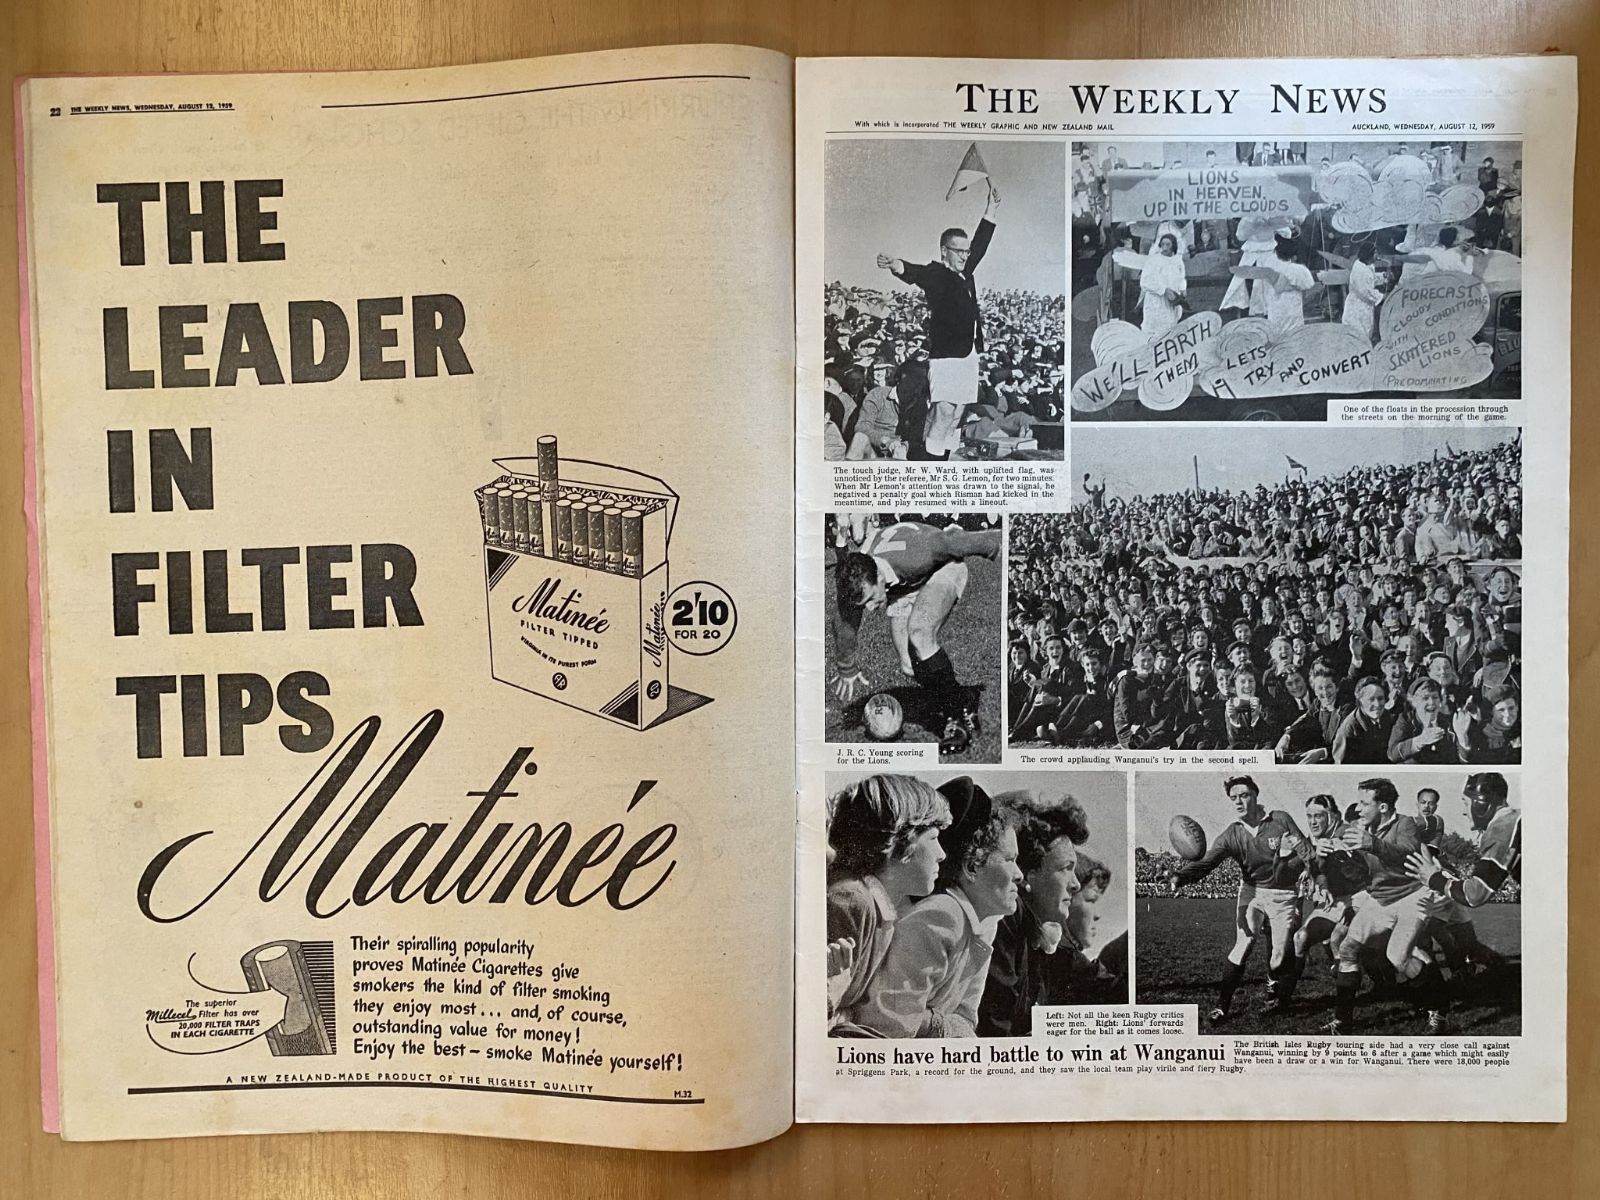 22 THE WEEKLY NEWS, WEDNESDAY, AUGUST 12, 1959
THE
LEADER
IN
FILTER
TIPS
Matinée
FILTER TIPPED
VIRGINIA IN ITS PUREST FORM
Matinée
2'10
FOR 20
Matinée
The superior
Millecel Filter has over
20,000 FILTER TRAPS
IN EACH CIGARETTE
Their spiralling popularity
proves Matinée Cigarettes give
smokers the kind of filter smoking
they enjoy most... and, of course,
outstanding value for money!
Enjoy the best – smoke Matinée yourself!
A NEW ZEALAND-MADE PRODUCT OF THE HIGHEST QUALITY
M.32
THE WEEKLY NEWS
With which is incorporated THE WEEKLY GRAPHIC AND NEW ZEALAND MAIL
AUCKLAND, WEDNESDAY, AUGUST 12, 1959
LIONS
IN HEAVEN,
UP IN THE CLOUDS
WE'LL EARTH
THEM
LETS
TRY AND
CONVERT
FORECAST
CLOUDY CONDITIONS
WITH
SKATERED
LIONS
PREDOMINATING
One of the floats in the procession through
the streets on the morning of the game.
The touch judge, Mr W. Ward, with uplifted flag, was
unnoticed by the referee, Mr S. G. Lemon, for two minutes.
When Mr Lemon's attention was drawn to the signal, he
negatived a penalty goal which Risman had kicked in the
meantime, and play resumed with a lineout.
12
J. R. C. Young scoring
for the Lions.
The crowd applauding Wanganui's try in the second spell.
Left: Not all the keen Rugby critics
were men. Right: Lions' forwards
eager for the ball as it comes loose.
Lions have hard battle to win at Wanganui
The British Isles Rugby touring side had a very close call against
Wanganui, winning by 9 points to 6 after a game which might easily
have been a draw or a win for Wanganui. There were 18,000 people
at Spriggens Park, a record for the ground, and they saw the local team play virile and fiery Rugby.